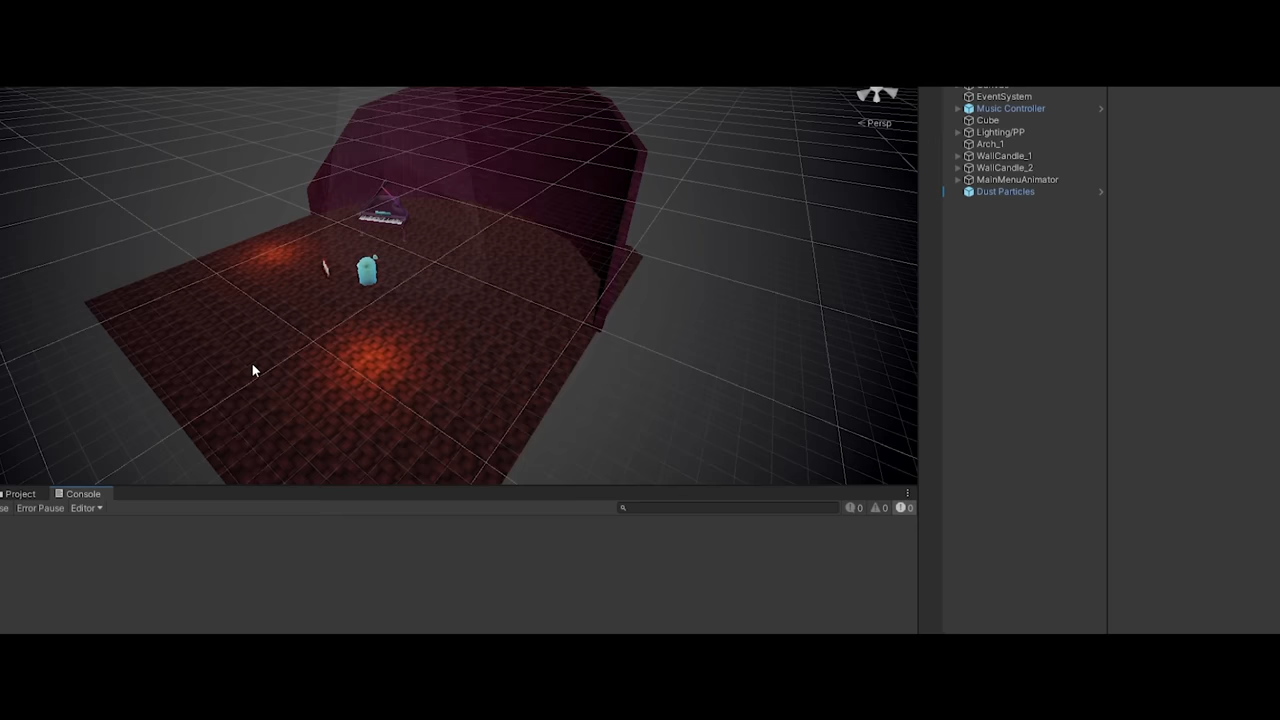 EventSystem
< Persp
Music Controller
Cube
Lighting/PP
Arch_1
WallCandle_1
WallCandle_2
MainMenuAnimator
Dust Particles
Project Console
se Error Pause Editor 0 0 0